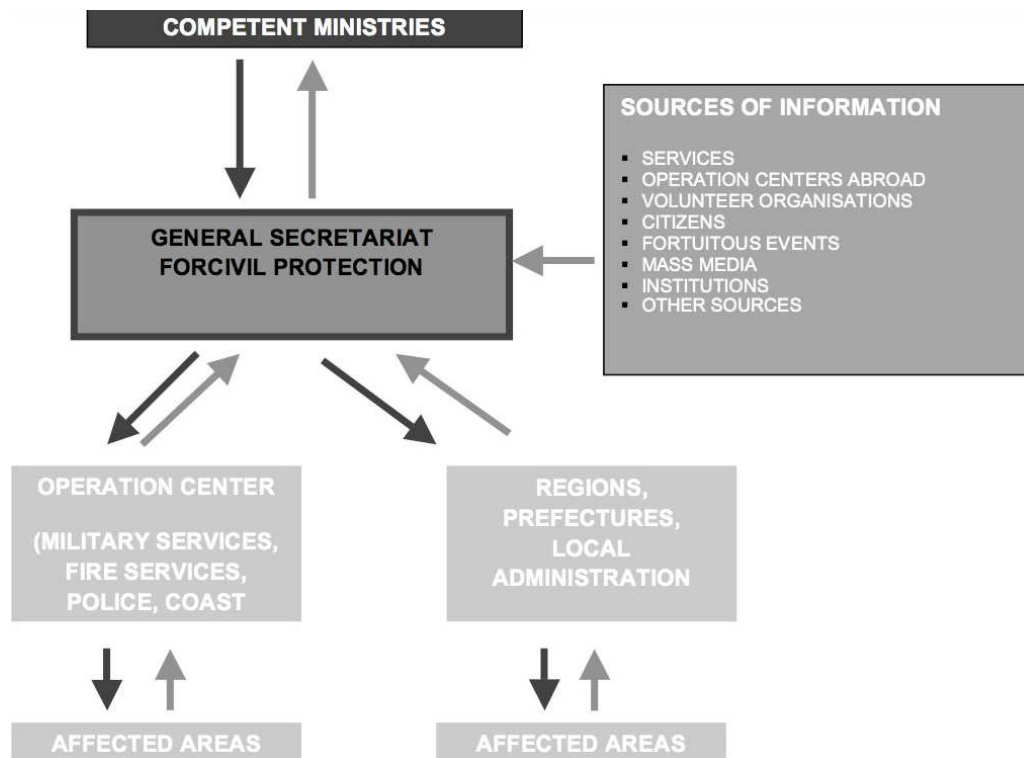 COMPETENT MINISTRIES
SOURCES OF INFORMATION
▪ SERVICES
▪ OPERATION CENTERS ABROAD
▪ VOLUNTEER ORGANISATIONS
▪ CITIZENS
▪ FORTUITOUS EVENTS
▪ MASS MEDIA
▪ INSTITUTIONS
▪ OTHER SOURCES
GENERAL SECRETARIAT
FORCIVIL PROTECTION
OPERATION CENTER
(MILITARY SERVICES,
FIRE SERVICES,
POLICE, COAST
REGIONS,
PREFECTURES,
LOCAL
ADMINISTRATION
AFFECTED AREAS
AFFECTED AREAS